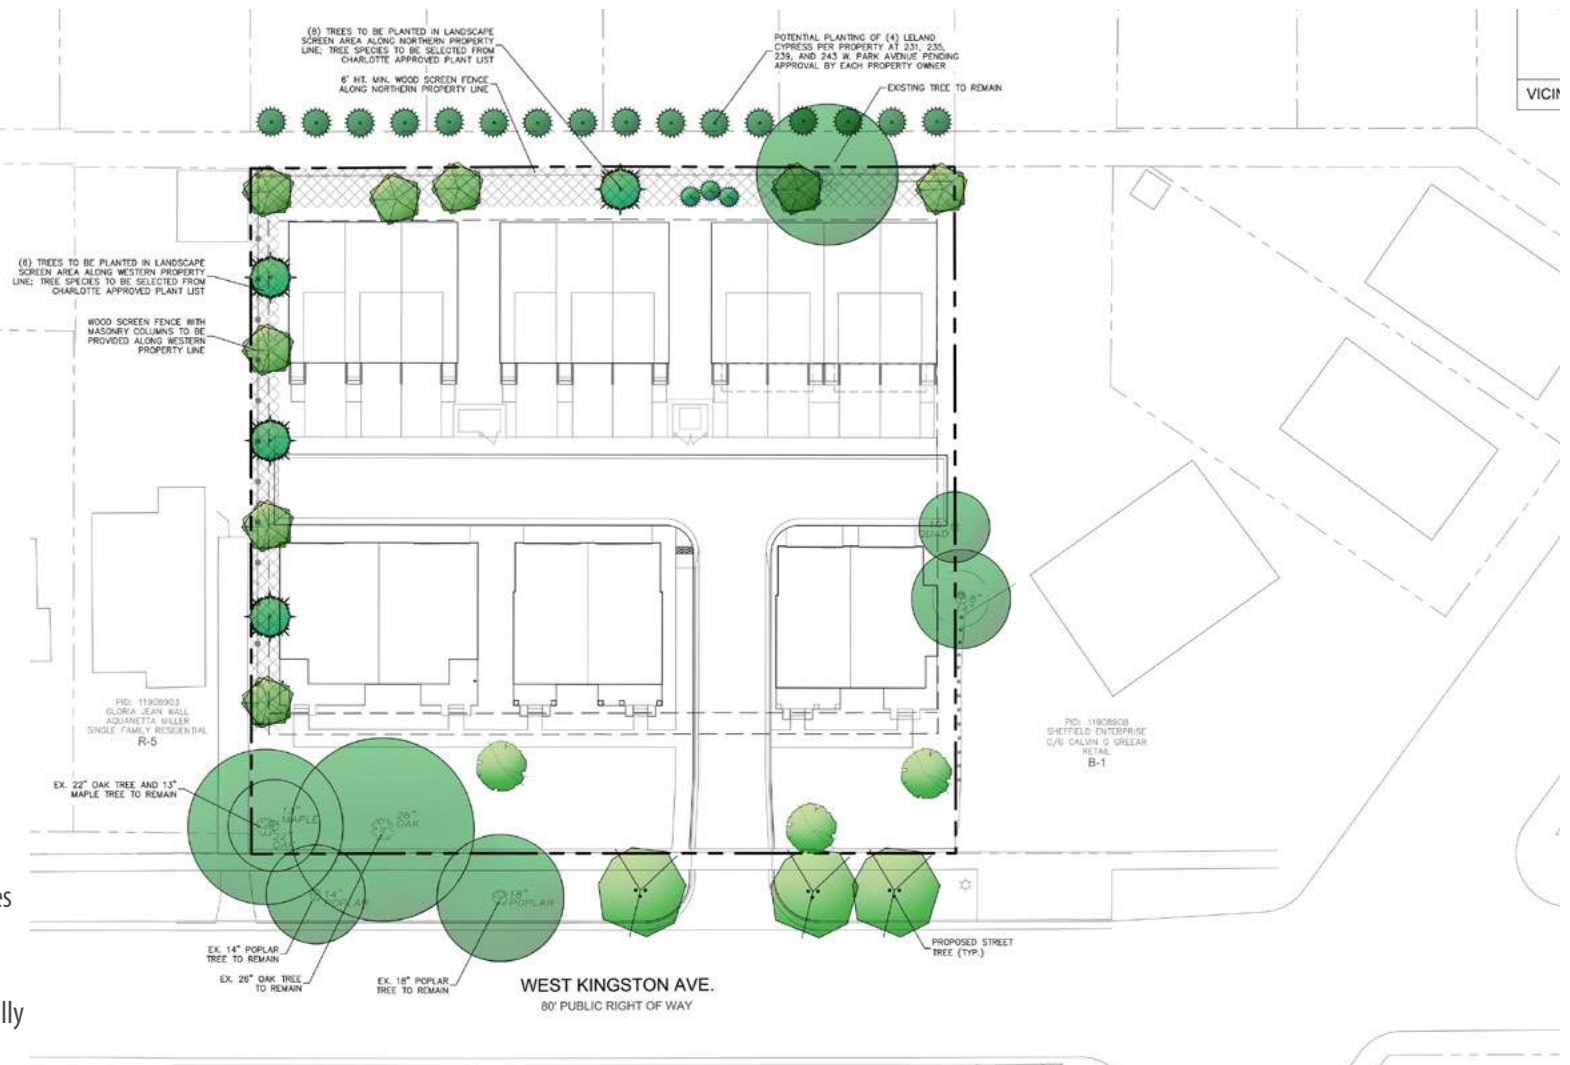 (8) TREES TO BE PLANTED IN LANDSCAPE
SCREEN AREA ALONG NORTHERN PROPERTY
LINE; TREE SPECIES TO BE SELECTED FROM
CHARLOTTE APPROVED PLANT LIST
6' HT. MIN. WOOD SCREEN FENCE
ALONG NORTHERN PROPERTY LINE
POTENTIAL PLANTING OF (4) LELAND
CYPRESS PER PROPERTY AT 231, 235,
239, AND 243 W. PARK AVENUE PENDING
APPROVAL BY EACH PROPERTY OWNER
EXISTING TREE TO REMAIN
VICIN
(6) TREES TO BE PLANTED IN LANDSCAPE
SCREEN AREA ALONG WESTERN PROPERTY
LINE; TREE SPECIES TO BE SELECTED FROM
CHARLOTTE APPROVED PLANT LIST
WOOD SCREEN FENCE WITH
MASONRY COLUMNS TO BE
PROVIDED ALONG WESTERN
PROPERTY LINE
QUAD
PID: 11908903
GLORIA JEAN WALL
AQUANETTA MILLER
SINGLE FAMILY RESIDENTIAL
R-5
PID: 11908908
SHEFFIELD ENTERPRISE
C/O CALVIN G GREEAR
RETAIL
B-1
EX. 22" OAK TREE AND 13"
MAPLE TREE TO REMAIN
MAPLE
OAK
26"
OAK
14"
POPLAR
18"
POPLAR
es
EX. 14" POPLAR
TREE TO REMAIN
EX. 26" OAK TREE
TO REMAIN
EX. 18" POPLAR
TREE TO REMAIN
PROPOSED STREET
TREE (TYP.)
WEST KINGSTON AVE.
80' PUBLIC RIGHT OF WAY
lly